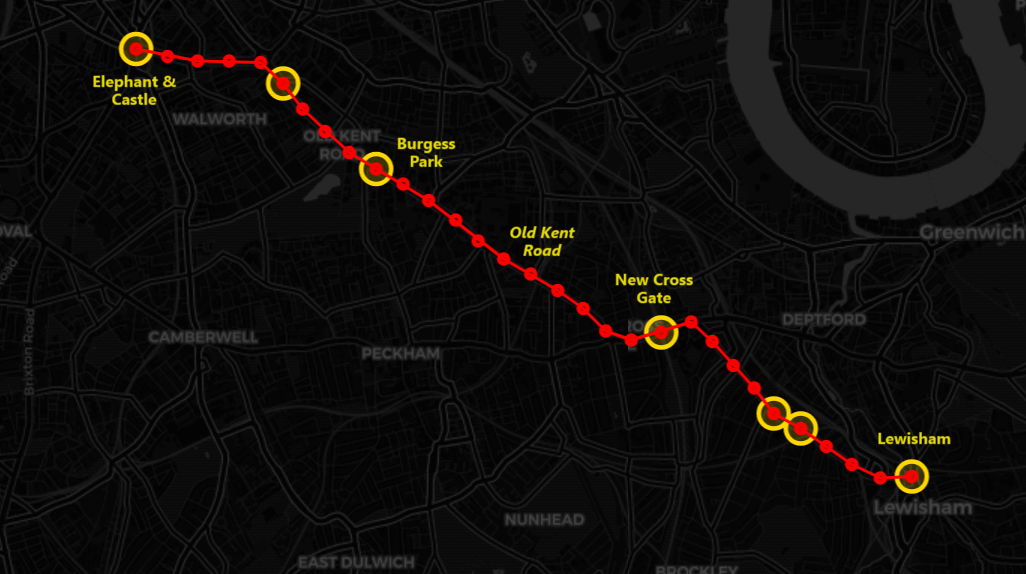 Elephant &
Castle
WALWORTH
OLD KENT
ROAD
Burgess
Park
Old Kent
Road
Greenwich
New Cross
Gate
DEPTFORD
CAMBERWELL
PECKHAM
Brixton Road
Road
Lewisham
Lewisham
NUNHEAD
EAST DULWICH
BROCKLEY